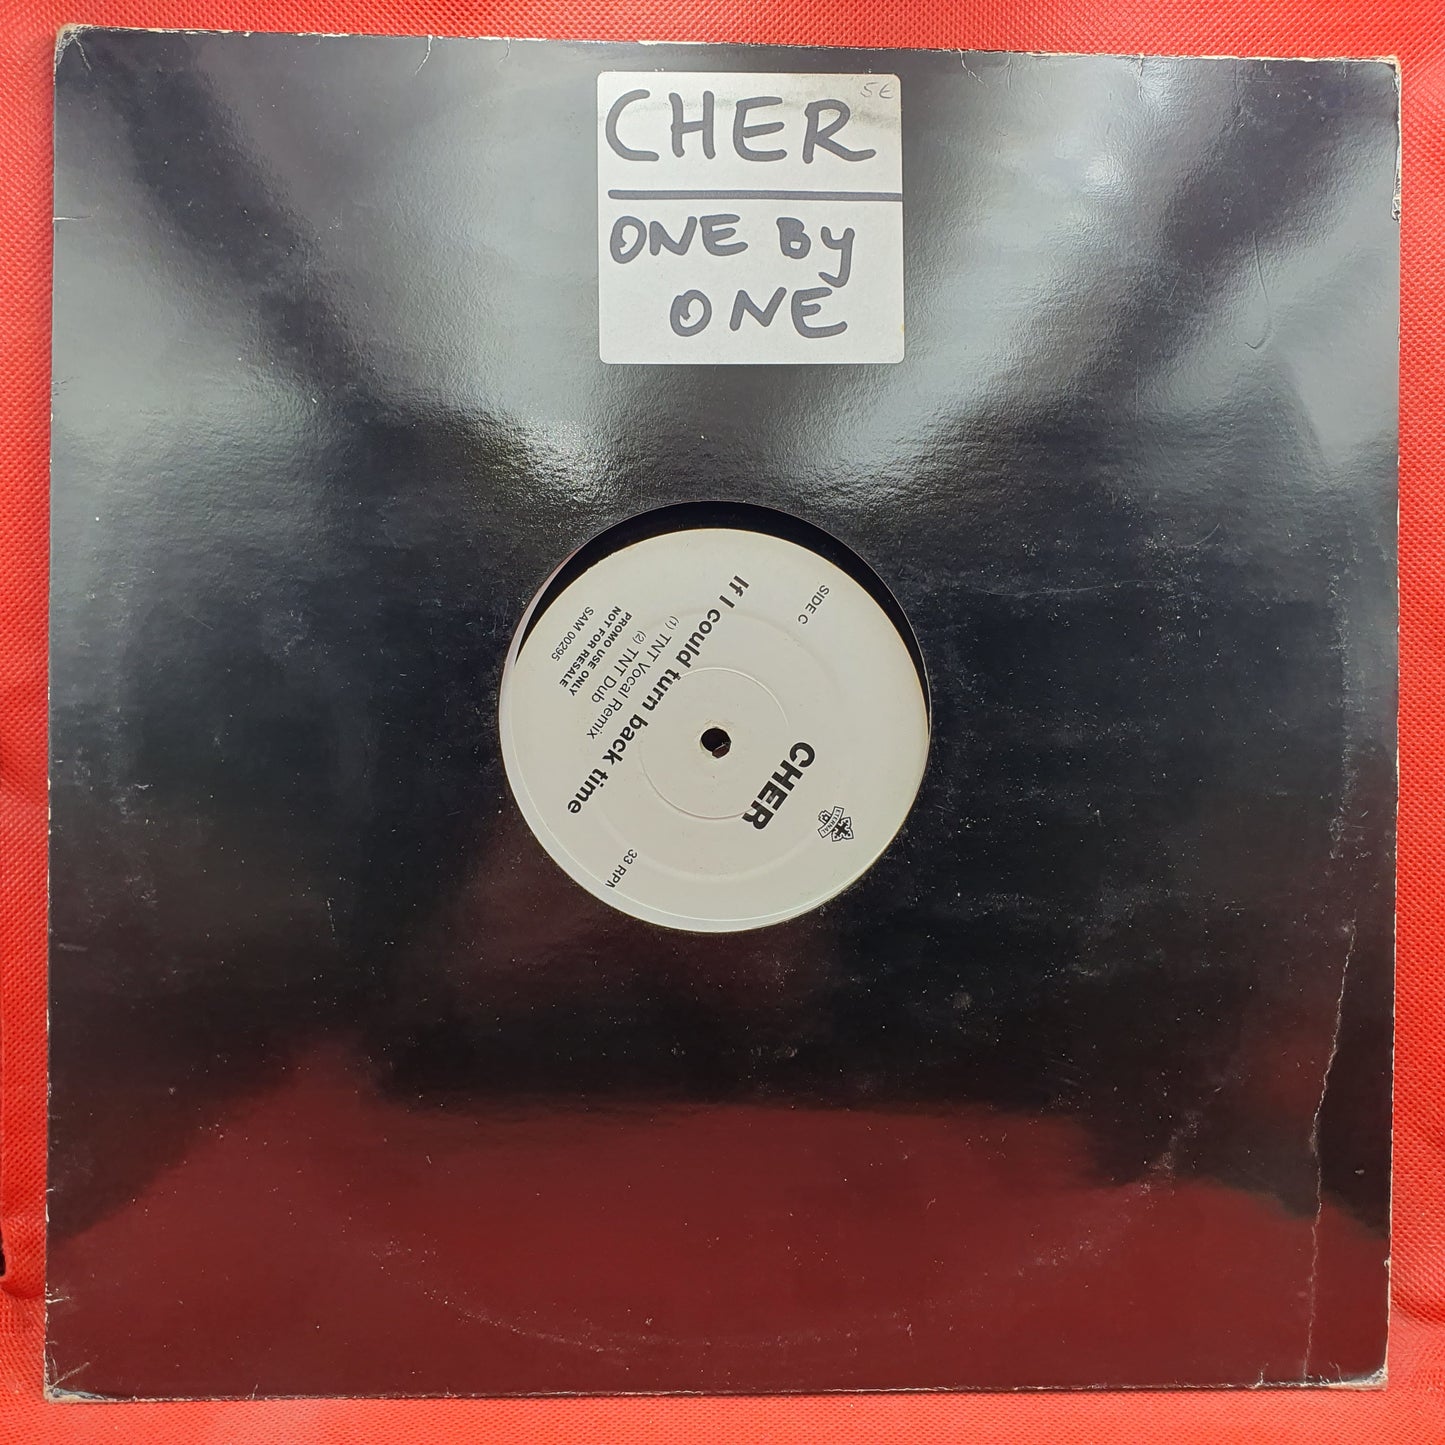 CHER
5€
ONE BY
ONE
ETERNAL
CHER
SIDE C
33 RPM
If I could turn back time
(1) TNT Vocal Remix
(2) TNT Dub
PROMO USE ONLY
NOT FOR RESALE
SAM 00295